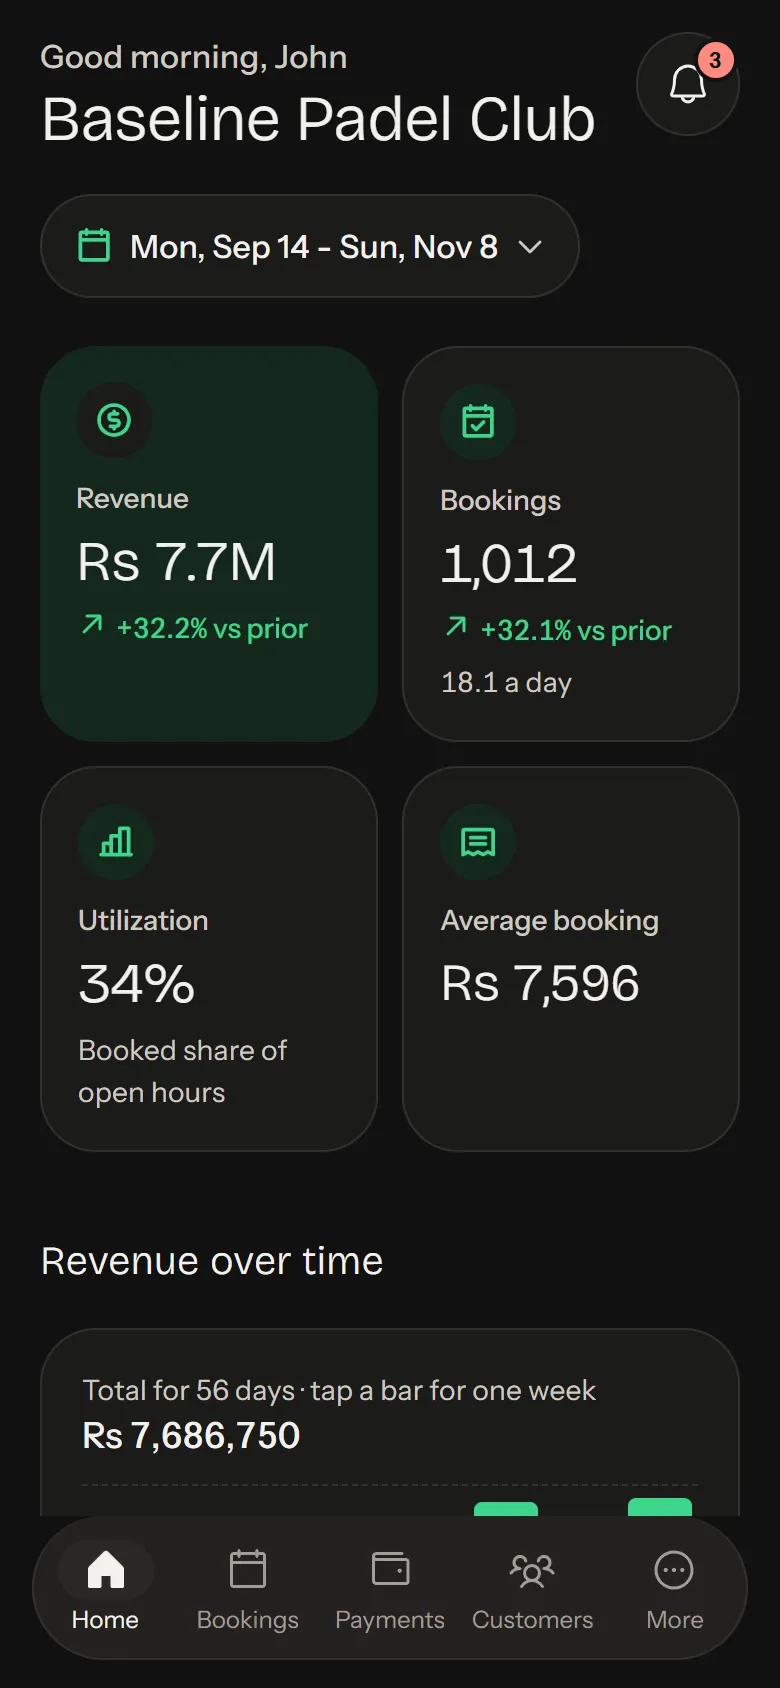 Good morning, John
Baseline Padel Club
3
Mon, Sep 14 - Sun, Nov 8
Revenue
Rs 7.7M
+32.2% vs prior
Bookings
1,012
+32.1% vs prior
18.1 a day
Utilization
34%
Booked share of
open hours
Average booking
Rs 7,596
Revenue over time
Total for 56 days · tap a bar for one week
Rs 7,686,750
Home
Bookings
Payments
Customers
More